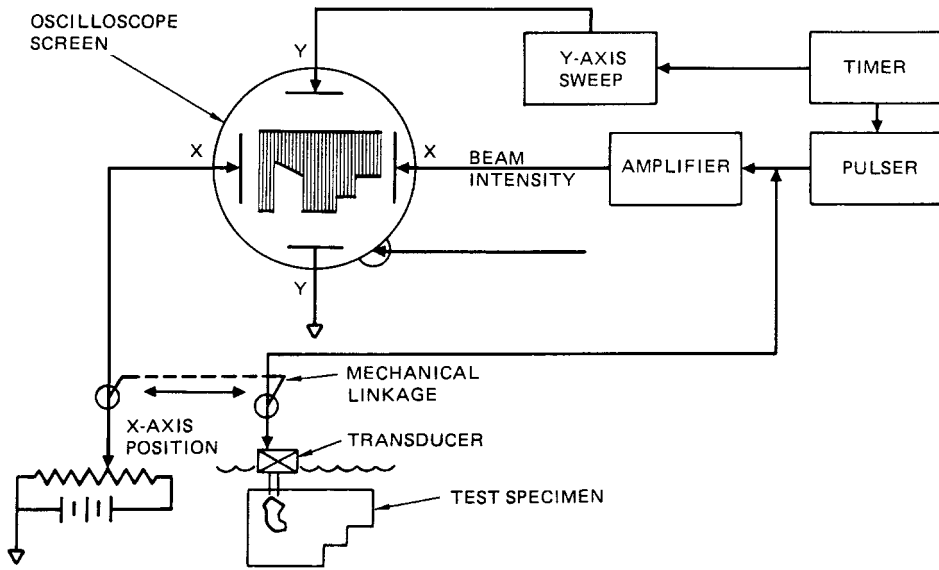 OSCILLOSCOPE
SCREEN
Y
Y-AXIS
SWEEP
TIMER
X
X
BEAM
INTENSITY
AMPLIFIER
PULSER
Y
MECHANICAL
LINKAGE
X-AXIS
POSITION
TRANSDUCER
TEST SPECIMEN